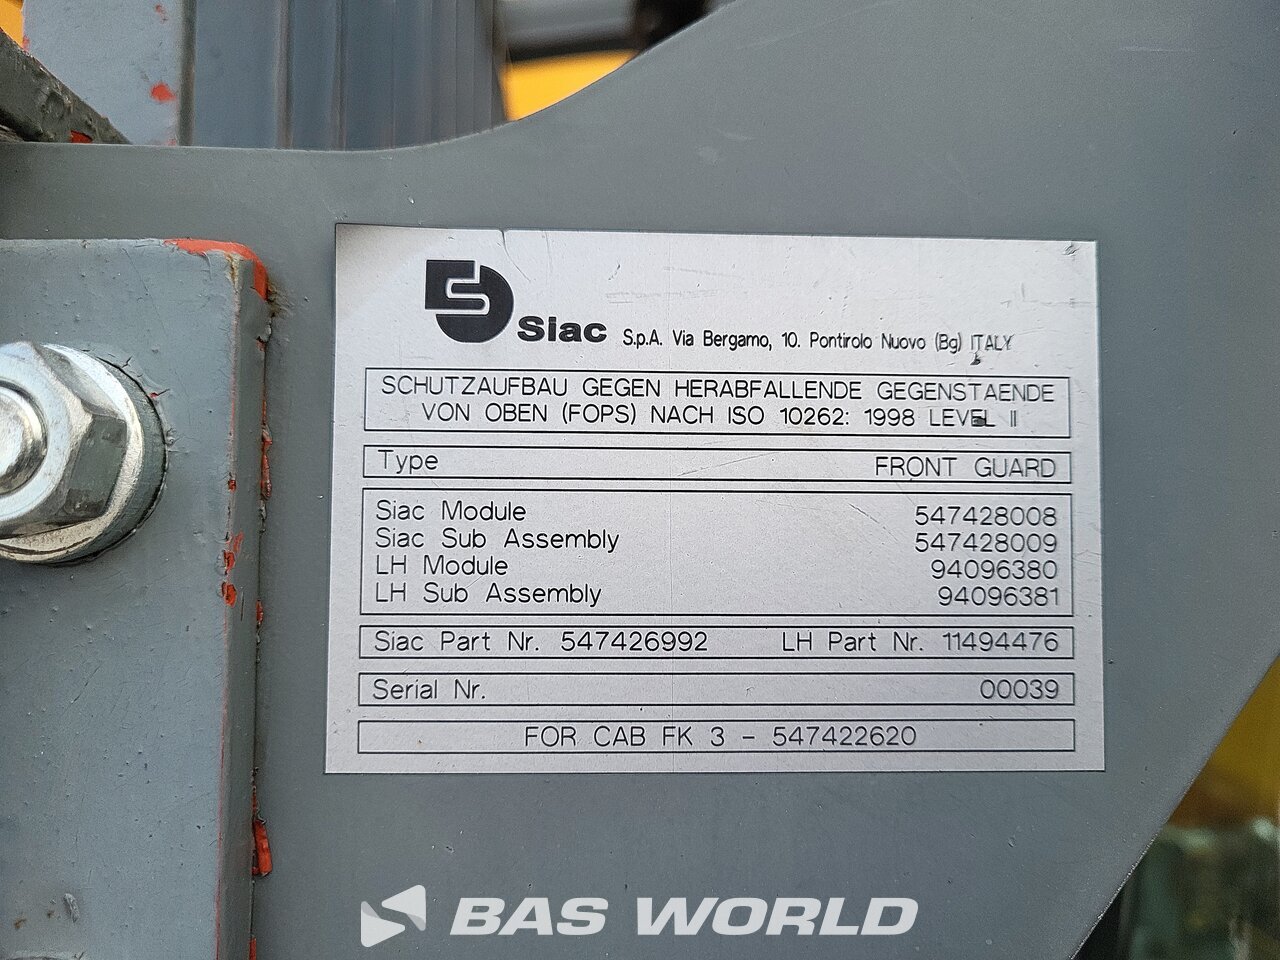 Siac S.p.A. Via Bergamo, 10. Pontirolo Nuovo (Bg) ITALY
SCHUTZAUFBAU GEGEN HERABFALLENDE GEGENSTAENDE
VON OBEN (FOPS) NACH ISO 10262: 1998 LEVEL II
Type FRONT GUARD
Siac Module 547428008
Siac Sub Assembly 547428009
LH Module 94096380
LH Sub Assembly 94096381
Siac Part Nr. 547426992 LH Part Nr. 11494476
Serial Nr. 00039
FOR CAB FK 3 - 547422620
BAS WORLD